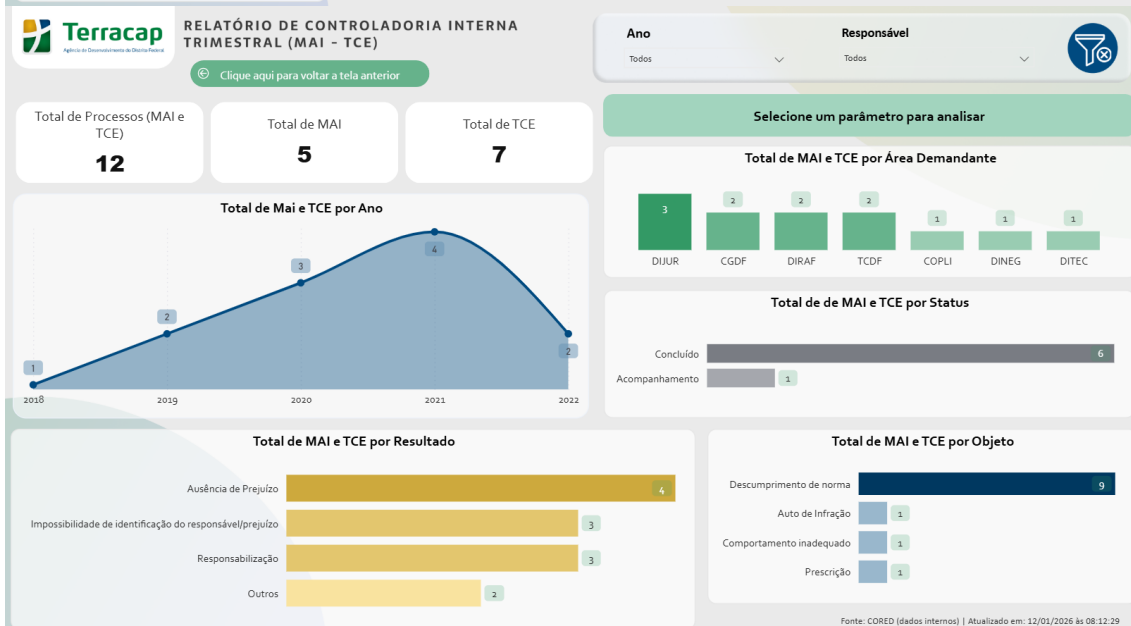 Terracap
Agência de Desenvolvimento do Distrito Federal
RELATÓRIO DE CONTROLADORIA INTERNA
TRIMESTRAL (MAI - TCE)
Clique aqui para voltar a tela anterior
Ano
Todos
Responsável
Todos
Total de Processos (MAI e
TCE)
12
Total de MAI
5
Total de TCE
7
Selecione um parâmetro para analisar
Total de Mai e TCE por Ano
1
2
3
4
2
2018
2019
2020
2021
2022
Total de MAI e TCE por Área Demandante
3
2
2
2
1
1
1
DIJUR
CGDF
DIRAF
TCDF
COPLI
DINEG
DITEC
Total de de MAI e TCE por Status
Concluído 6
Acompanhamento 1
Total de MAI e TCE por Resultado
Ausência de Prejuízo 4
Impossibilidade de identificação do responsável/prejuízo 3
Responsabilização 3
Outros 2
Total de MAI e TCE por Objeto
Descumprimento de norma 9
Auto de Infração 1
Comportamento inadequado 1
Prescrição 1
Fonte: CORED (dados internos) | Atualizado em: 12/01/2026 às 08:12:29